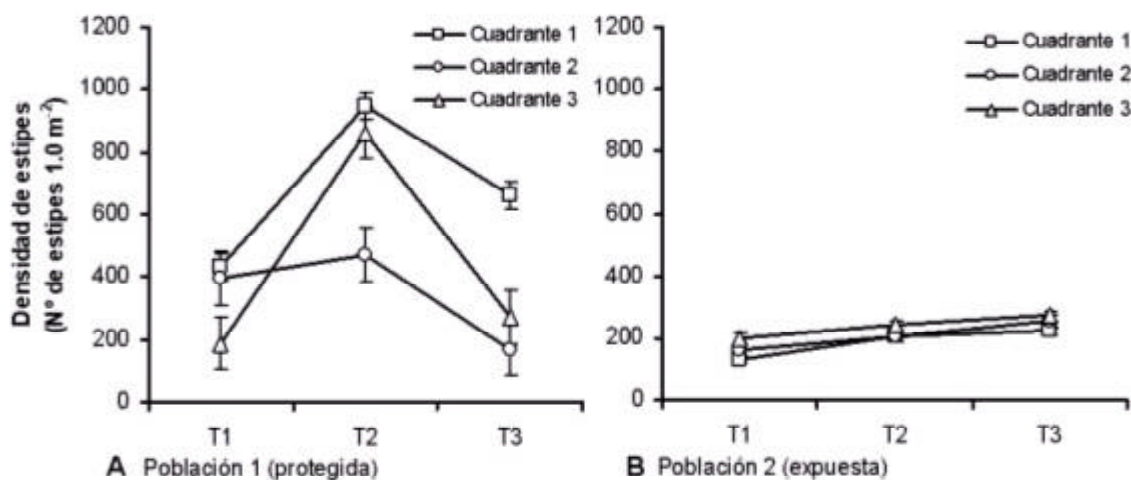 Densidad de estipes
(N° de estipes 1.0 m⁻²)
1200
1000
800
600
400
200
0
Cuadrante 1
Cuadrante 2
Cuadrante 3
T1 T2 T3
A Población 1 (protegida)
1200
1000
800
600
400
200
0
Cuadrante 1
Cuadrante 2
Cuadrante 3
T1 T2 T3
B Población 2 (expuesta)